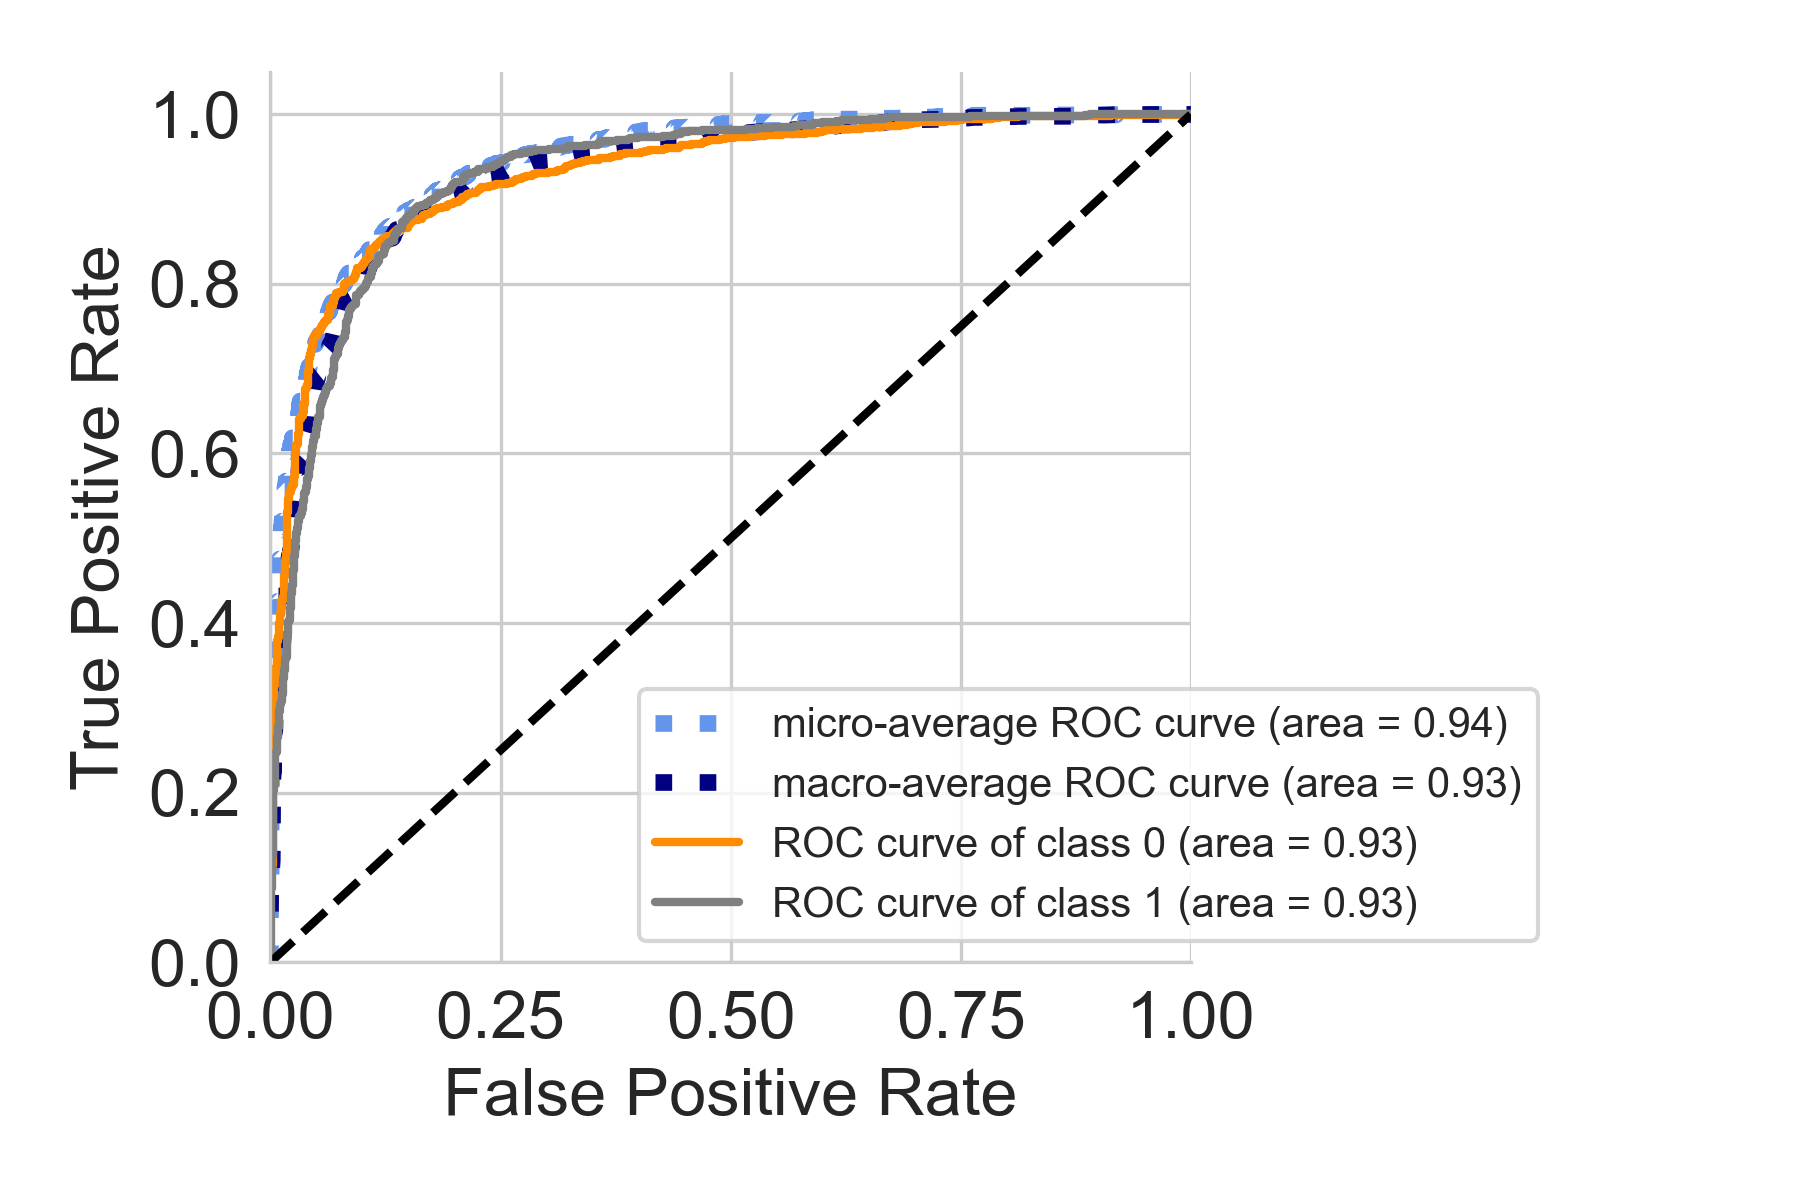 True Positive Rate
1.0
0.8
0.6
0.4
0.2
0.0
micro-average ROC curve (area = 0.94)
macro-average ROC curve (area = 0.93)
ROC curve of class 0 (area = 0.93)
ROC curve of class 1 (area = 0.93)
0.00 0.25 0.50 0.75 1.00
False Positive Rate